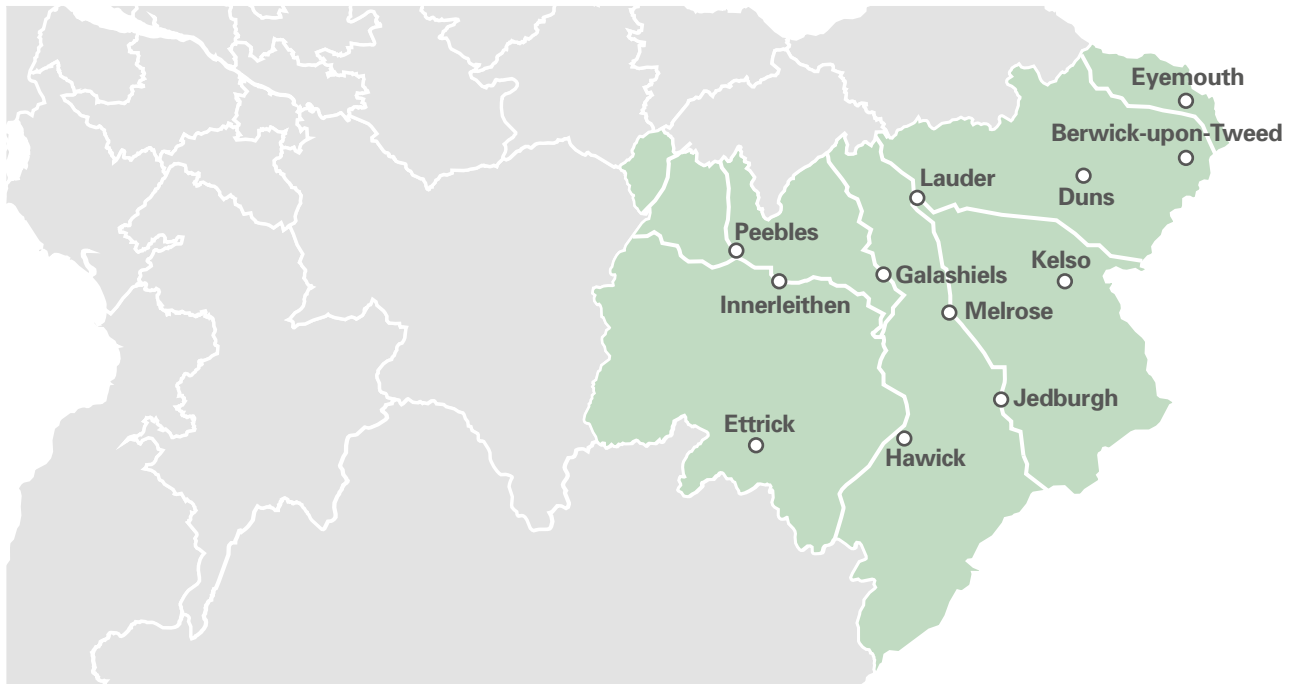 Eyemouth
Berwick-upon-Tweed
Lauder
Duns
Peebles
Kelso
Galashiels
Innerleithen
Melrose
Jedburgh
Ettrick
Hawick